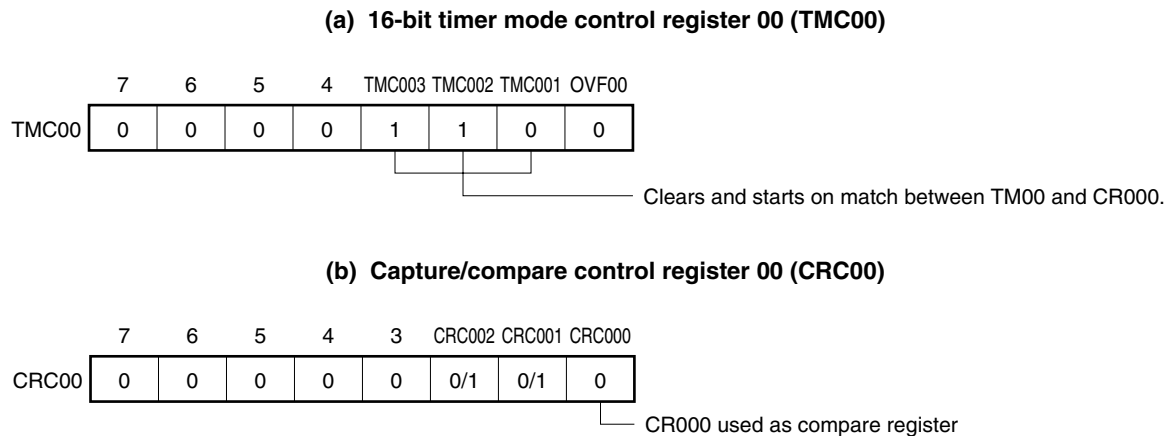 (a) 16-bit timer mode control register 00 (TMC00)
7 6 5 4 TMC003 TMC002 TMC001 OVF00
TMC00 0 0 0 0 1 1 0 0
Clears and starts on match between TM00 and CR000.
(b) Capture/compare control register 00 (CRC00)
7 6 5 4 3 CRC002 CRC001 CRC000
CRC00 0 0 0 0 0 0/1 0/1 0
CR000 used as compare register